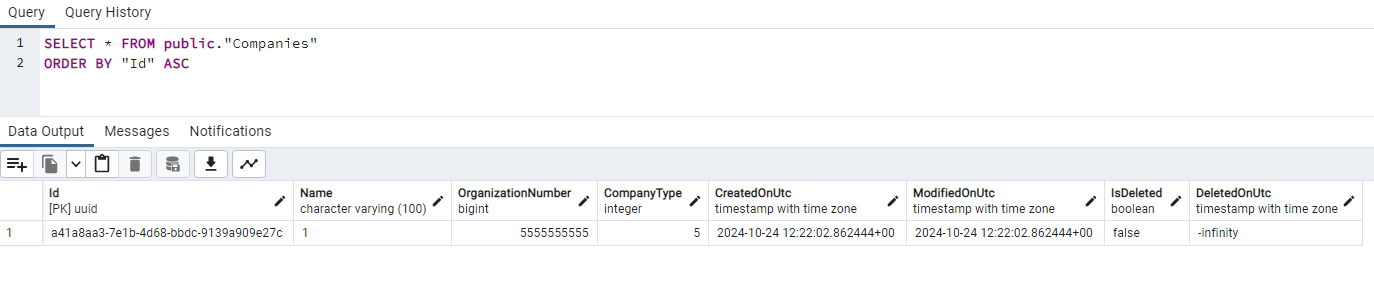 Query Query History
1 SELECT * FROM public."Companies"
2 ORDER BY "Id" ASC
Data Output Messages Notifications
Id Name OrganizationNumber CompanyType CreatedOnUtc ModifiedOnUtc IsDeleted DeletedOnUtc
[PK] uuid character varying (100) bigint integer timestamp with time zone timestamp with time zone boolean timestamp with time zone
1 a41a8aa3-7e1b-4d68-bbdc-9139a909e27c 1 5555555555 5 2024-10-24 12:22:02.862444+00 2024-10-24 12:22:02.862444+00 false -infinity